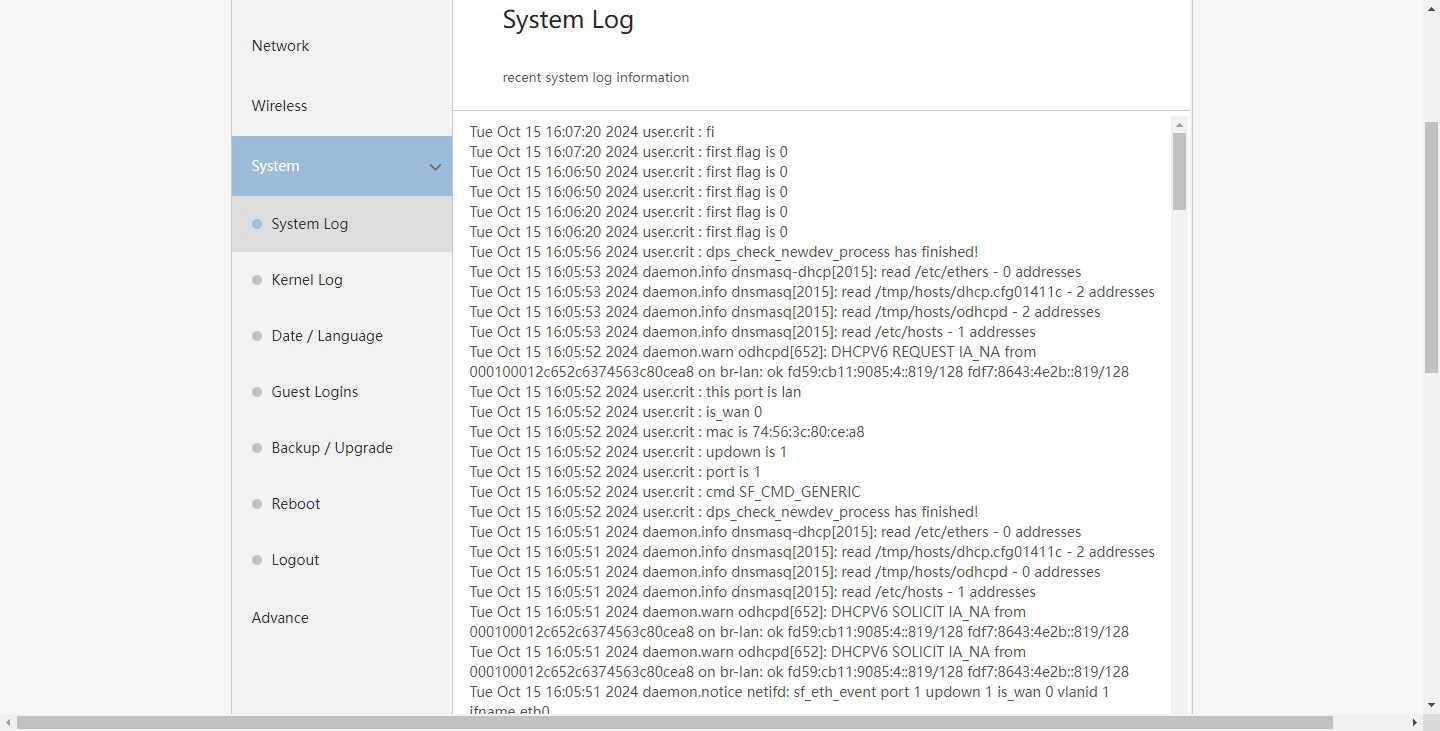 System Log
recent system log information
Network
Wireless
System
System Log
Kernel Log
Date / Language
Guest Logins
Backup / Upgrade
Reboot
Logout
Advance
Tue Oct 15 16:07:20 2024 user.crit : fi
Tue Oct 15 16:07:20 2024 user.crit : first flag is 0
Tue Oct 15 16:06:50 2024 user.crit : first flag is 0
Tue Oct 15 16:06:50 2024 user.crit : first flag is 0
Tue Oct 15 16:06:20 2024 user.crit : first flag is 0
Tue Oct 15 16:06:20 2024 user.crit : first flag is 0
Tue Oct 15 16:05:56 2024 user.crit : dps_check_newdev_process has finished!
Tue Oct 15 16:05:53 2024 daemon.info dnsmasq-dhcp[2015]: read /etc/ethers - 0 addresses
Tue Oct 15 16:05:53 2024 daemon.info dnsmasq[2015]: read /tmp/hosts/dhcp.cfg01411c - 2 addresses
Tue Oct 15 16:05:53 2024 daemon.info dnsmasq[2015]: read /tmp/hosts/odhcpd - 2 addresses
Tue Oct 15 16:05:53 2024 daemon.info dnsmasq[2015]: read /etc/hosts - 1 addresses
Tue Oct 15 16:05:52 2024 daemon.warn odhcpd[652]: DHCPV6 REQUEST IA_NA from
000100012c652c6374563c80cea8 on br-lan: ok fd59:cb11:9085:4::819/128 fdf7:8643:4e2b::819/128
Tue Oct 15 16:05:52 2024 user.crit : this port is lan
Tue Oct 15 16:05:52 2024 user.crit : is_wan 0
Tue Oct 15 16:05:52 2024 user.crit : mac is 74:56:3c:80:ce:a8
Tue Oct 15 16:05:52 2024 user.crit : updown is 1
Tue Oct 15 16:05:52 2024 user.crit : port is 1
Tue Oct 15 16:05:52 2024 user.crit : cmd SF_CMD_GENERIC
Tue Oct 15 16:05:52 2024 user.crit : dps_check_newdev_process has finished!
Tue Oct 15 16:05:51 2024 daemon.info dnsmasq-dhcp[2015]: read /etc/ethers - 0 addresses
Tue Oct 15 16:05:51 2024 daemon.info dnsmasq[2015]: read /tmp/hosts/dhcp.cfg01411c - 2 addresses
Tue Oct 15 16:05:51 2024 daemon.info dnsmasq[2015]: read /tmp/hosts/odhcpd - 0 addresses
Tue Oct 15 16:05:51 2024 daemon.info dnsmasq[2015]: read /etc/hosts - 1 addresses
Tue Oct 15 16:05:51 2024 daemon.warn odhcpd[652]: DHCPV6 SOLICIT IA_NA from
000100012c652c6374563c80cea8 on br-lan: ok fd59:cb11:9085:4::819/128 fdf7:8643:4e2b::819/128
Tue Oct 15 16:05:51 2024 daemon.warn odhcpd[652]: DHCPV6 SOLICIT IA_NA from
000100012c652c6374563c80cea8 on br-lan: ok fd59:cb11:9085:4::819/128 fdf7:8643:4e2b::819/128
Tue Oct 15 16:05:51 2024 daemon.notice netifd: sf_eth_event port 1 updown 1 is_wan 0 vlanid 1
ifname eth0